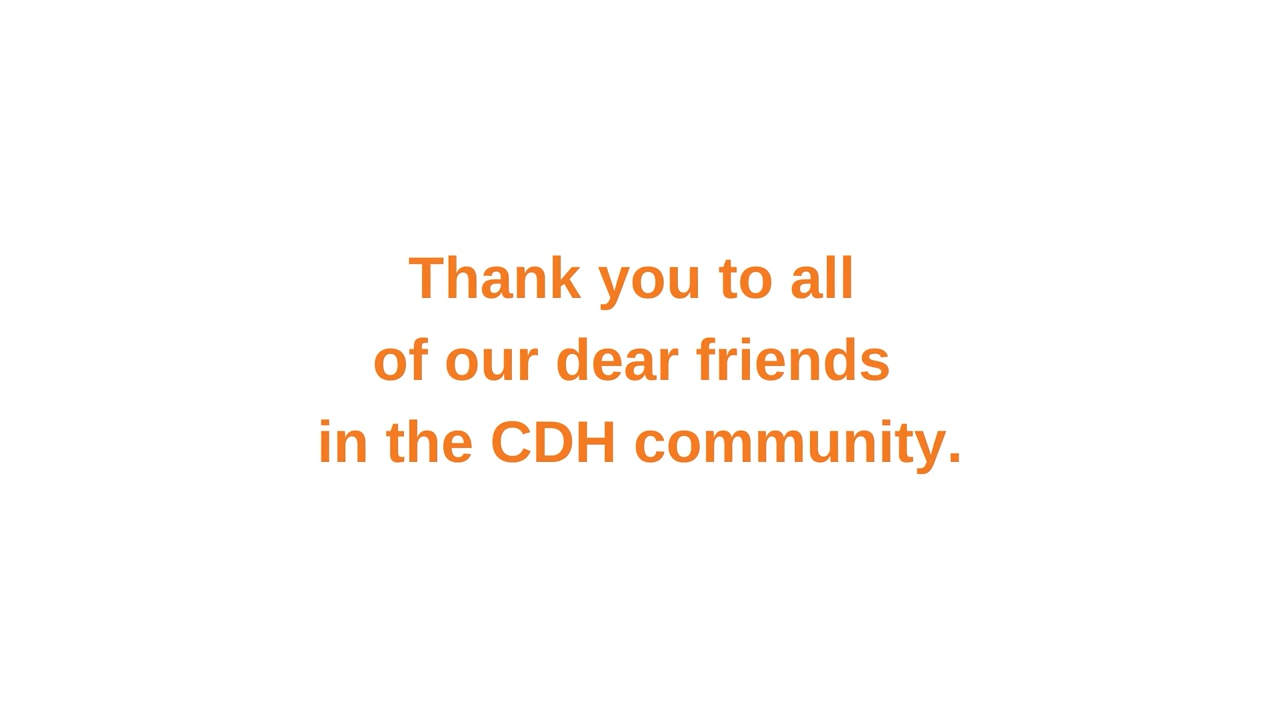 Thank you to all
of our dear friends
in the CDH community.